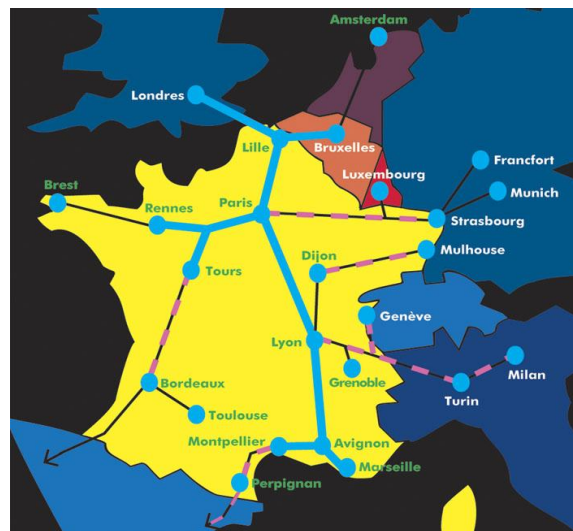 Amsterdam
Londres
Lille
Bruxelles
Luxembourg
Francfort
Munich
Brest
Rennes
Paris
Strasbourg
Mulhouse
Dijon
Tours
Genève
Lyon
Grenoble
Milan
Turin
Bordeaux
Toulouse
Montpellier
Avignon
Marseille
Perpignan